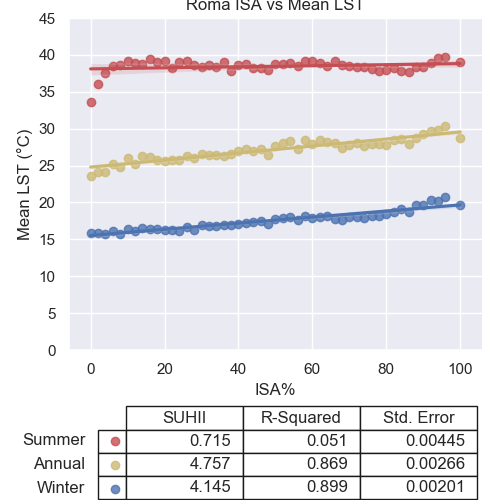 Roma ISA vs Mean LST
45
40
35
30
25
20
15
10
5
0
Mean LST (°C)
0 20 40 60 80 100
ISA%
SUHII R-Squared Std. Error
Summer 0.715 0.051 0.00445
Annual 4.757 0.869 0.00266
Winter 4.145 0.899 0.00201